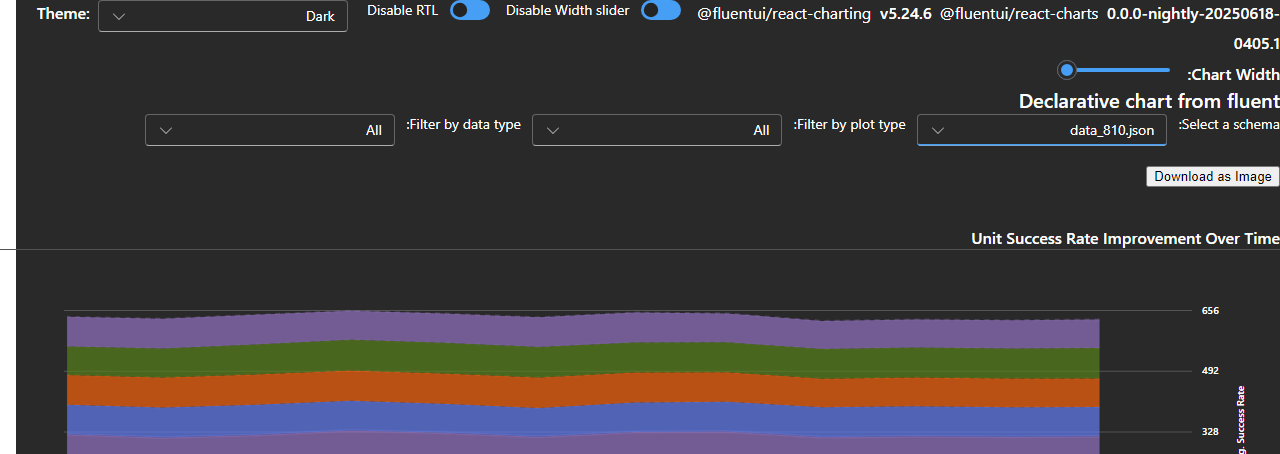 Theme:
Dark
Disable RTL
Disable Width slider
@fluentui/react-charting v5.24.6 @fluentui/react-charts 0.0.0-nightly-20250618-
0405.1
:Chart Width
Declarative chart from fluent
:Select a schema
data_810.json
:Filter by plot type
All
:Filter by data type
All
Download as Image
Unit Success Rate Improvement Over Time
656
492
328
g. Success Rate